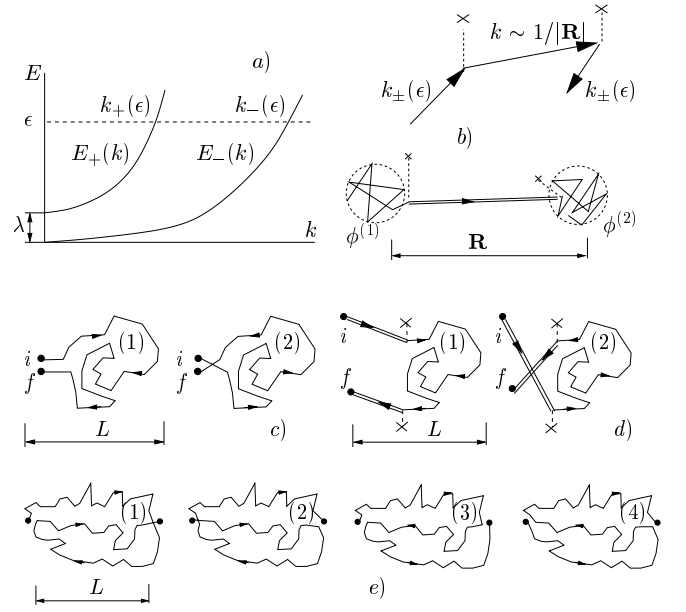 a)
E
ϵ
k₊(ϵ)
k₋(ϵ)
E₊(k)
E₋(k)
λ
k
k ∼ 1/|R|
k±(ϵ)
k±(ϵ)
b)
ϕ⁽¹⁾
R
ϕ⁽²⁾
i
f
(1)
i
f
(2)
L
c)
i
f
(1)
L
i
f
(2)
d)
(1)
(2)
(3)
(4)
L
e)